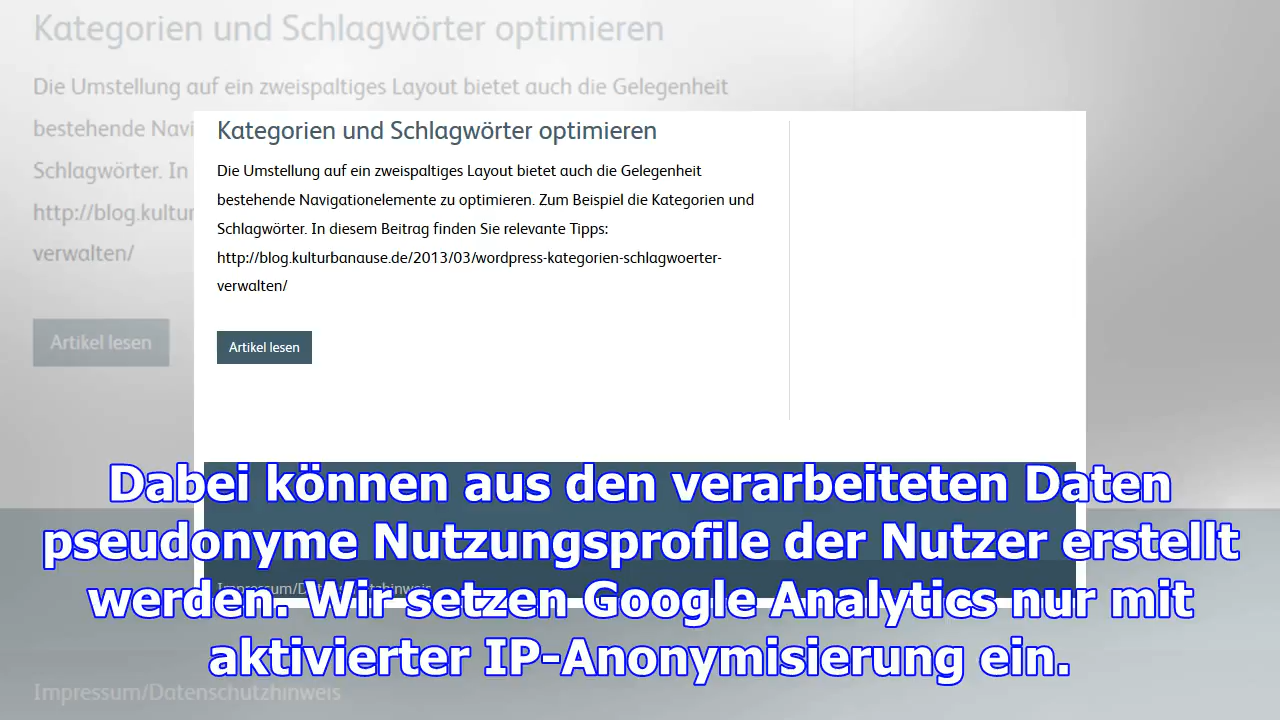 Kategorien und Schlagwörter optimieren
Die Umstellung auf ein zweispaltiges Layout bietet auch die Gelegenheit
bestehende Navi
Schlagwörter. In
http://blog.kultur
verwalten/
Artikel lesen
Kategorien und Schlagwörter optimieren
Die Umstellung auf ein zweispaltiges Layout bietet auch die Gelegenheit
bestehende Navigationelemente zu optimieren. Zum Beispiel die Kategorien und
Schlagwörter. In diesem Beitrag finden Sie relevante Tipps:
http://blog.kulturbanause.de/2013/03/wordpress-kategorien-schlagwoerter-
verwalten/
Artikel lesen
Impressum/Datenschutzhinweis
Dabei können aus den verarbeiteten Daten
pseudonyme Nutzungsprofile der Nutzer erstellt
werden. Wir setzen Google Analytics nur mit
aktivierter IP-Anonymisierung ein.
Impressum/Datenschutzhinweis